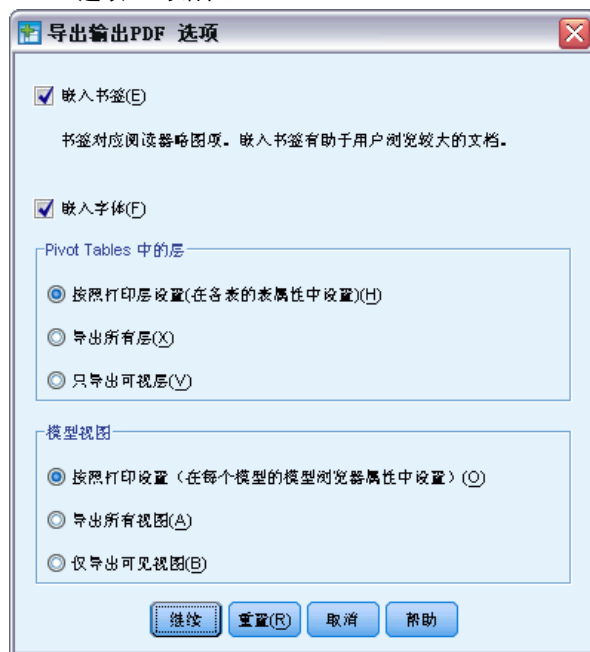 导出输出PDF 选项
嵌入书签(E)
书签对应阅读器略图项。嵌入书签有助于用户浏览较大的文档。
嵌入字体(F)
Pivot Tables 中的层
按照打印层设置(在各表的表属性中设置)(H)
导出所有层(X)
只导出可视层(V)
模型视图
按照打印设置（在每个模型的模型浏览器属性中设置）(O)
导出所有视图(A)
仅导出可见视图(B)
继续 重置(R) 取消 帮助